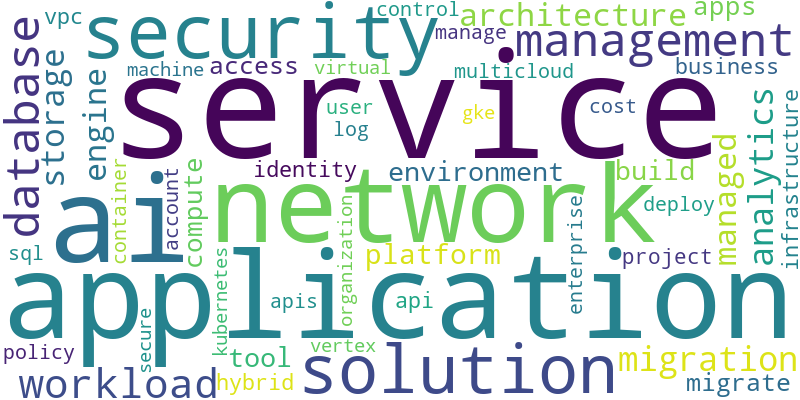 vpc
control
apps
security
architecture
manage
management
database
storage
engine
machine
access
virtual
multicloud
business
service
user
log
gke
cost
analytics
infrastructure
container
account
compute
identity
environment
build
managed
ai
network
deploy
sql
kubernetes
organization
platform
enterprise
project
application
apis
api
policy
secure
tool
vertex
solution
migration
workload
hybrid
migrate